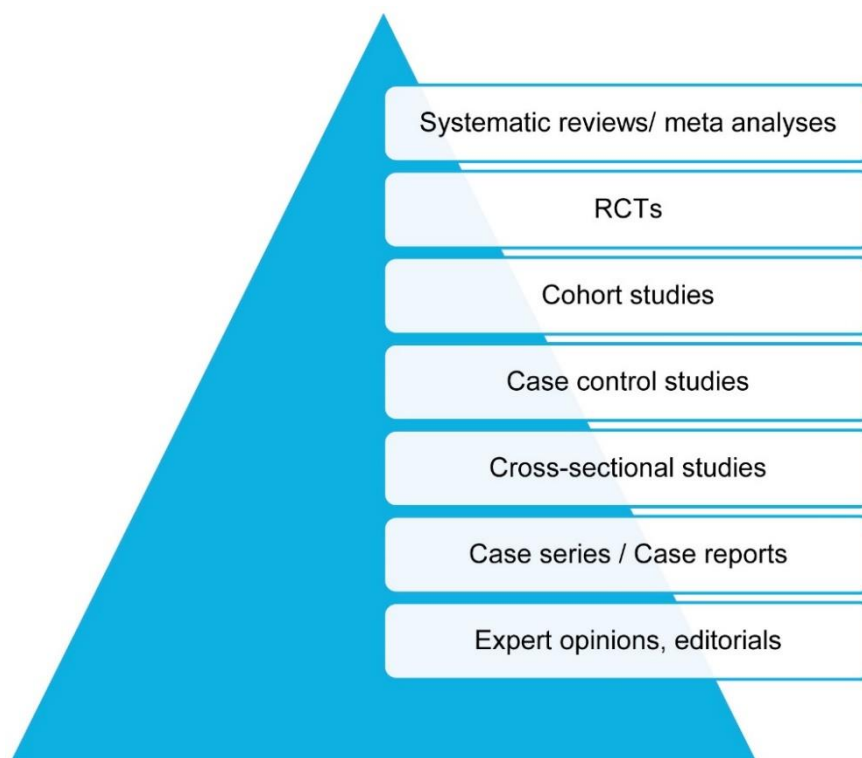 Systematic reviews/ meta analyses
RCTs
Cohort studies
Case control studies
Cross-sectional studies
Case series / Case reports
Expert opinions, editorials